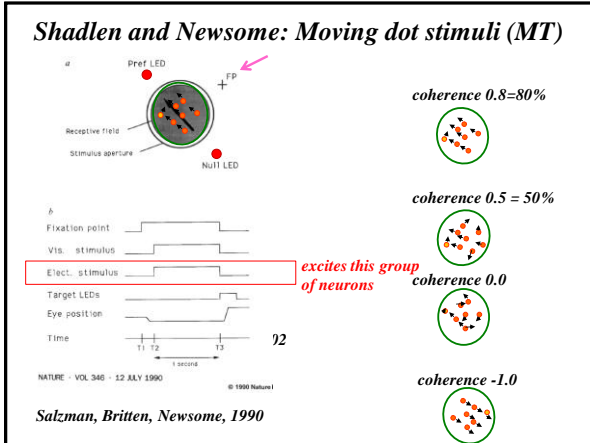 Shadlen and Newsome: Moving dot stimuli (MT)
a
Pref LED
FP
Receptive field
Stimulus aperture
Null LED
coherence 0.8=80%
coherence 0.5 = 50%
coherence 0.0
coherence -1.0
b
Fixation point
Vis. stimulus
Elect. stimulus
excites this group
of neurons
Target LEDs
Eye position
Time
T1 T2 T3
1 second
02
NATURE · VOL 346 · 12 JULY 1990
© 1990 Nature
Salzman, Britten, Newsome, 1990